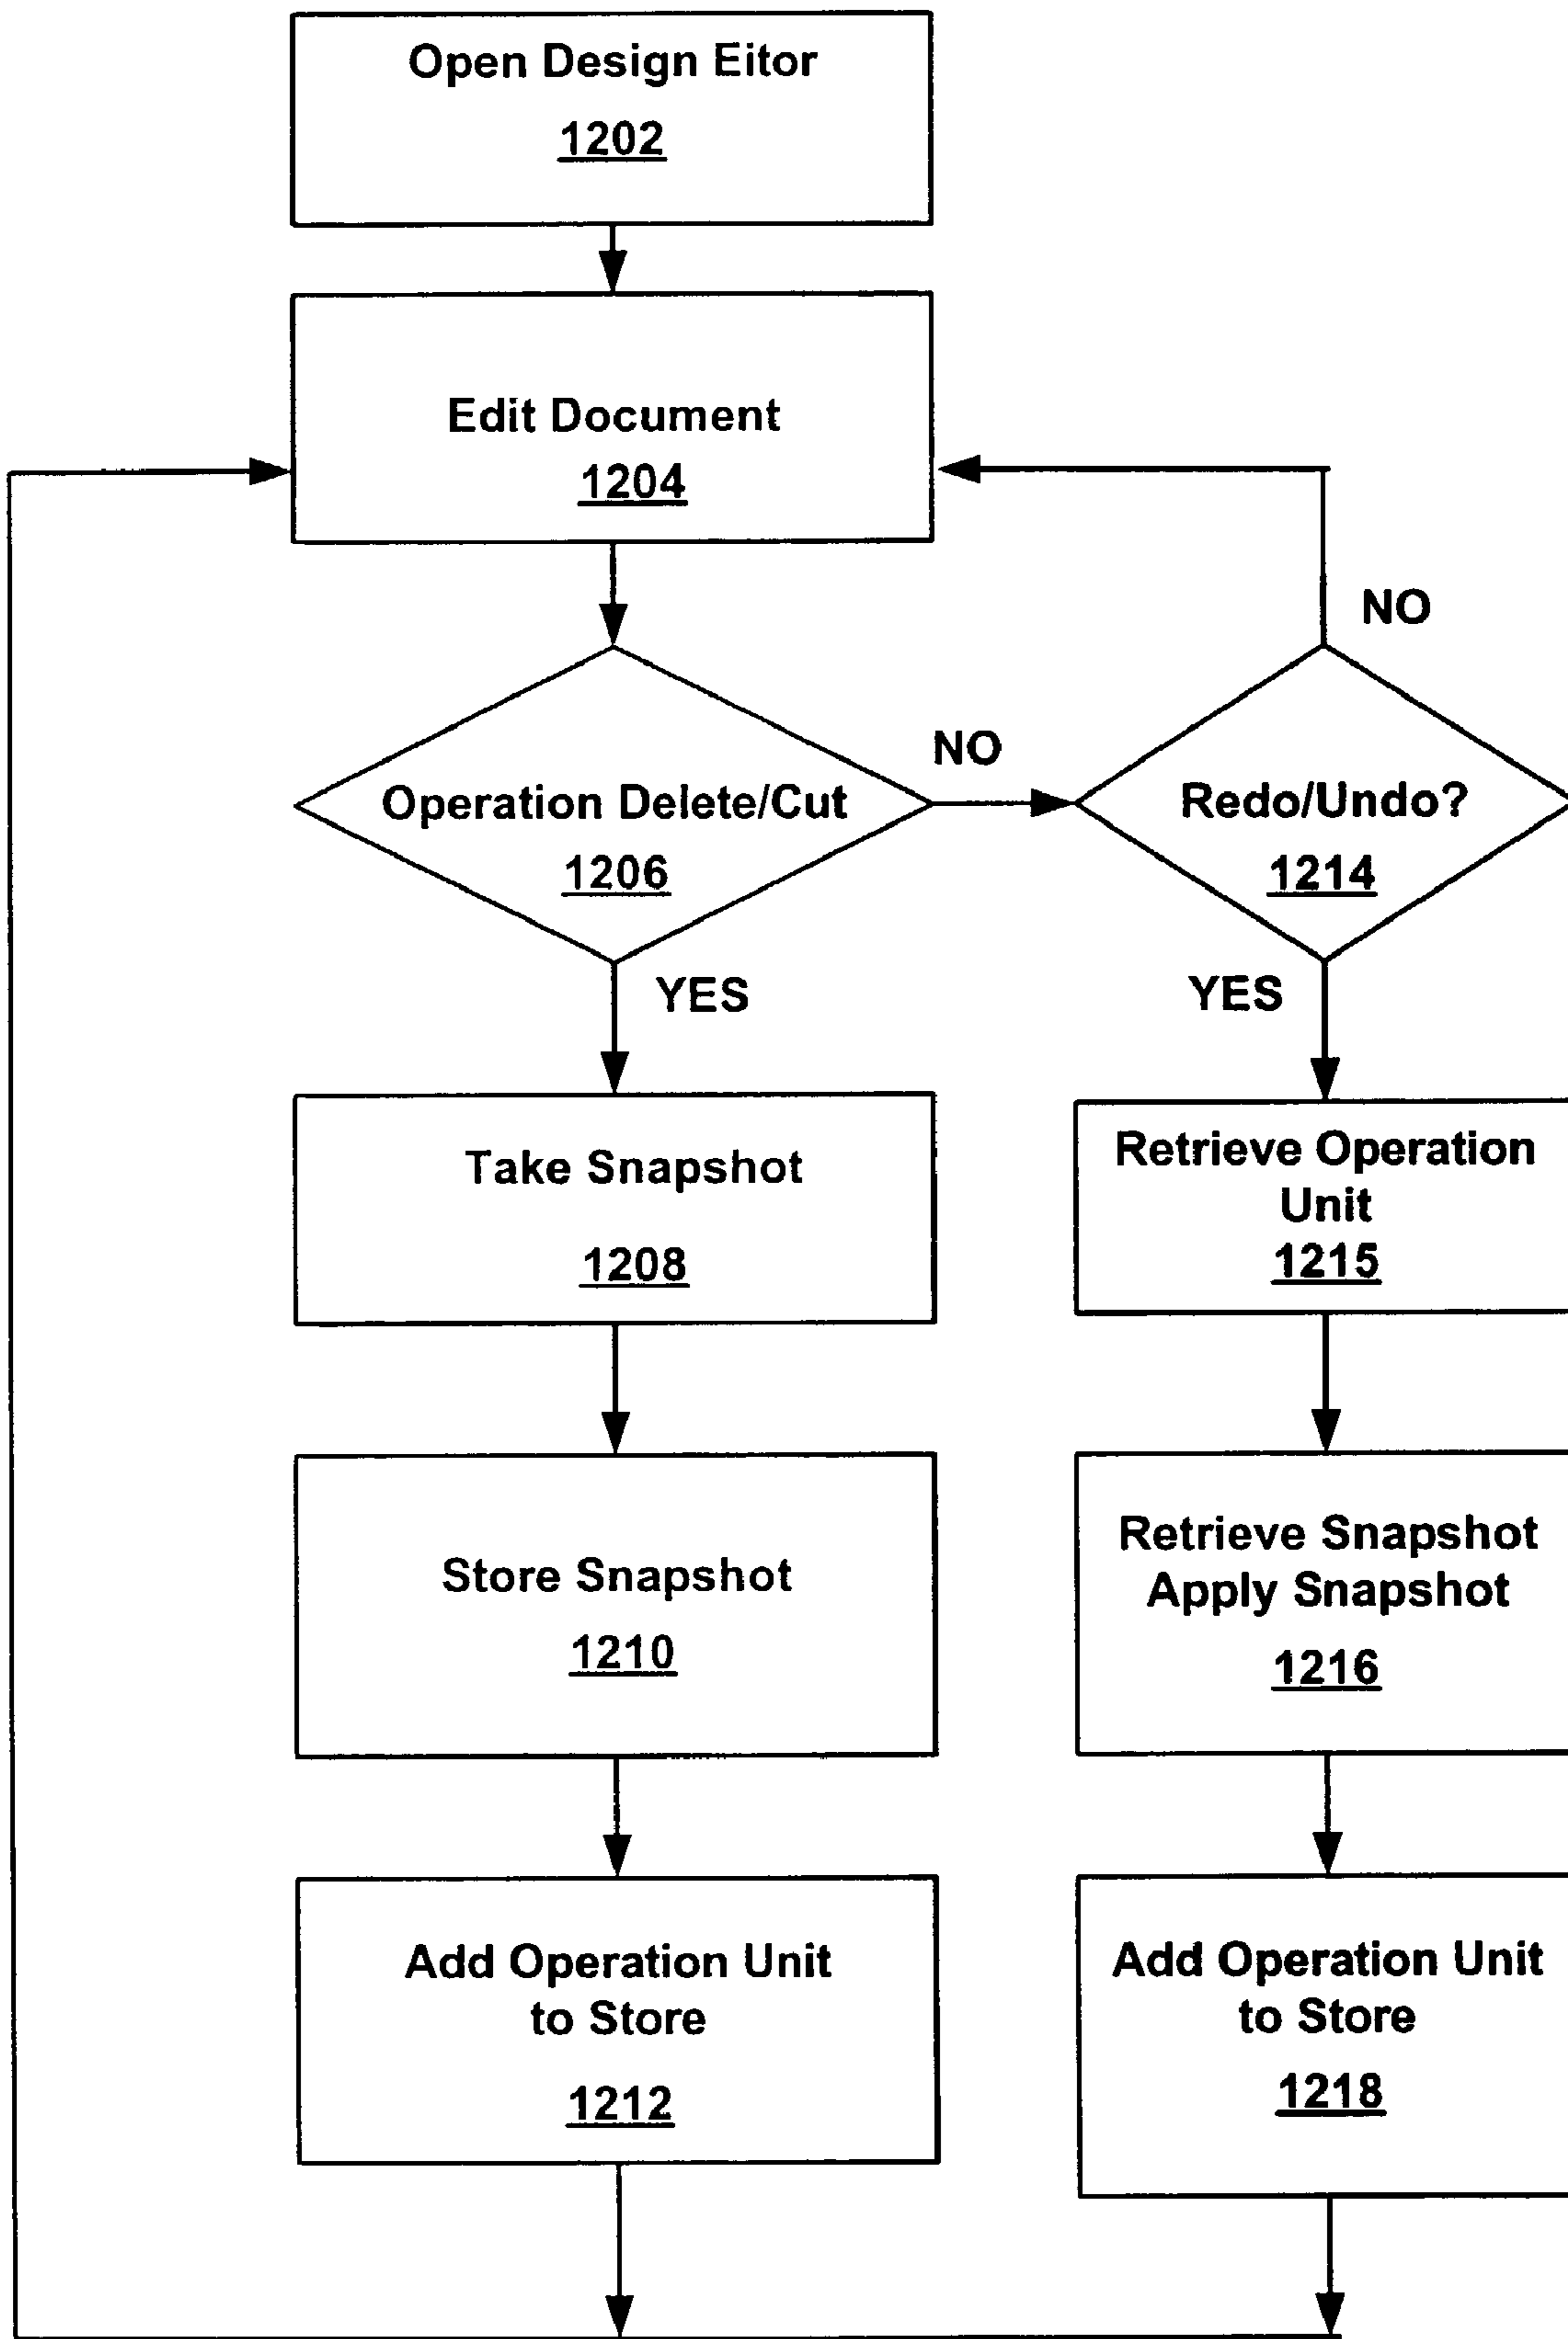 Open Design Eitor
1202
Edit Document
1204
NO
NO
Operation Delete/Cut
1206
Redo/Undo?
1214
YES
YES
Take Snapshot
1208
Retrieve Operation
Unit
1215
Store Snapshot
1210
Retrieve Snapshot
Apply Snapshot
1216
Add Operation Unit
to Store
1212
Add Operation Unit
to Store
1218